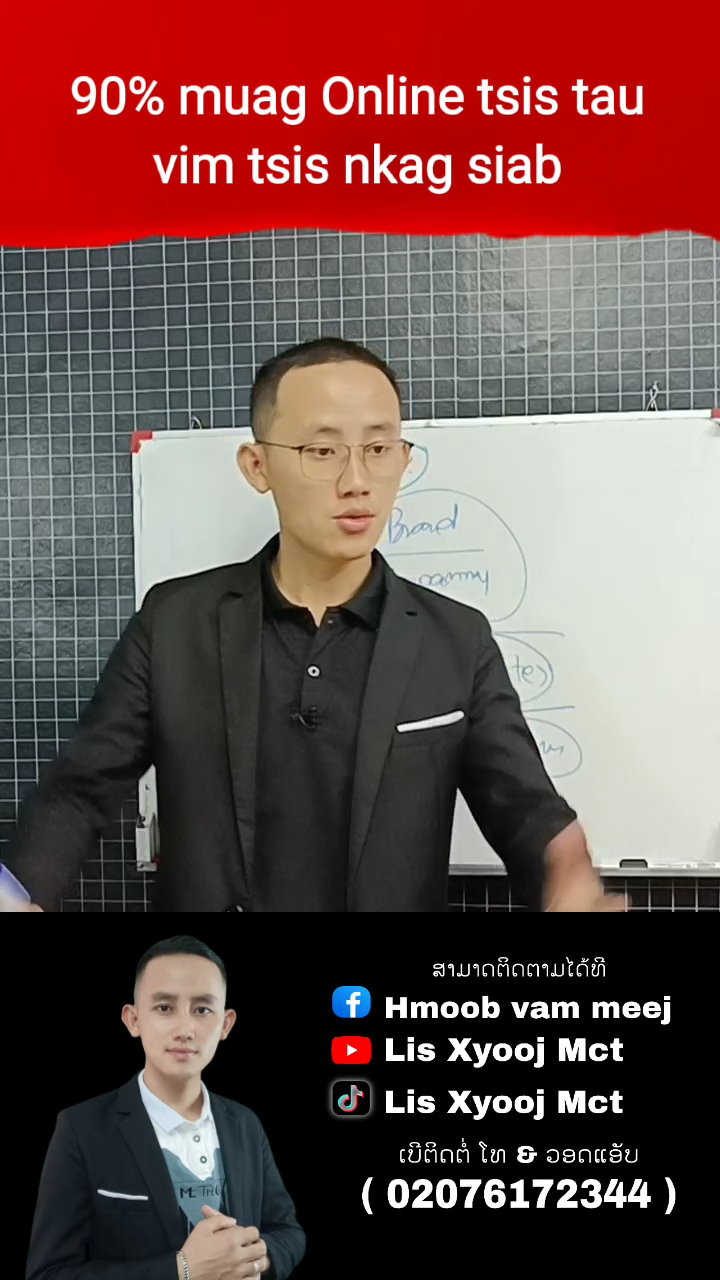 90% muag Online tsis tau
vim tsis nkag siab
Brand
ສາມາດຕິດຕາມໄດ້ທີ່
Hmoob vam meej
Lis Xyooj Mct
Lis Xyooj Mct
ເບີຕິດຕໍ່ ໂທ & ວອດແອັບ
( 02076172344 )